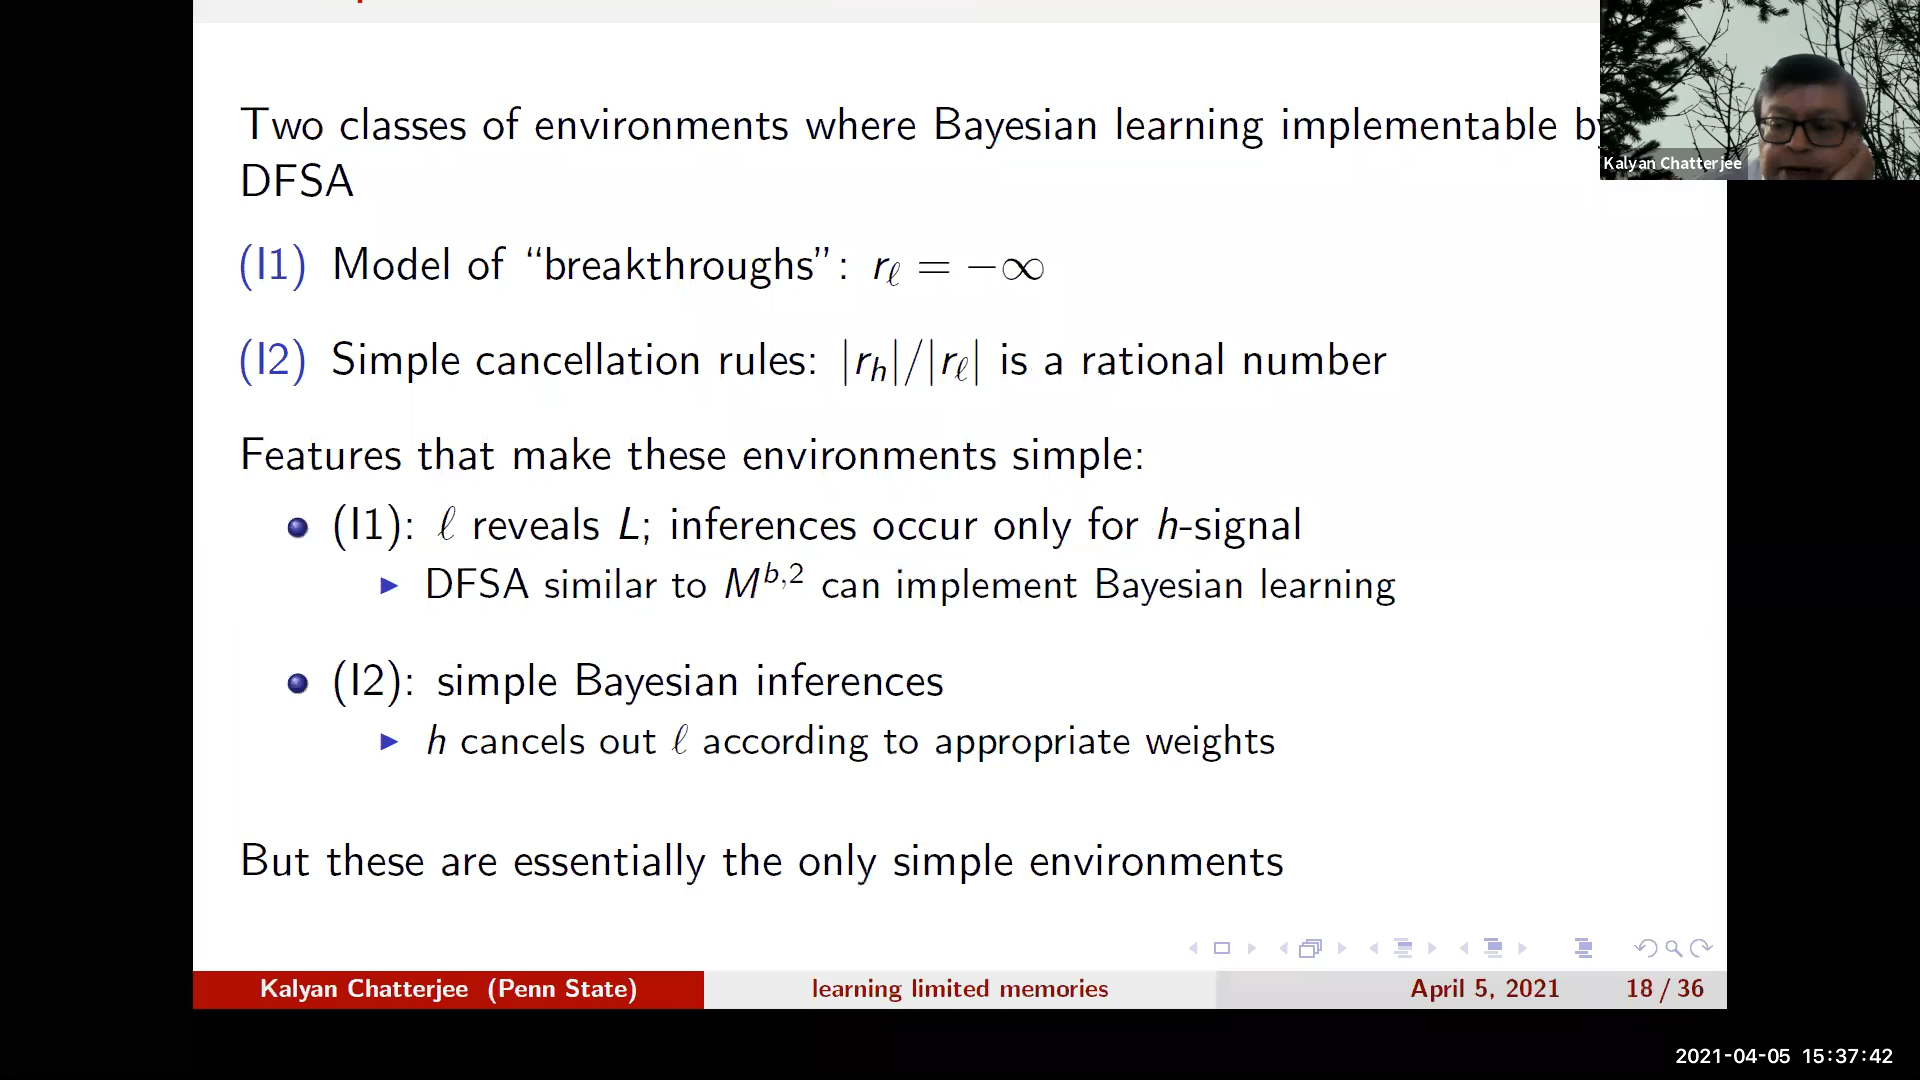 Two classes of environments where Bayesian learning implementable
DFSA
(I1) Model of “breakthroughs”: rℓ = −∞
(I2) Simple cancellation rules: |rh|/|rℓ| is a rational number
Features that make these environments simple:
(I1): ℓ reveals L; inferences occur only for h-signal
DFSA similar to M^{b,2} can implement Bayesian learning
(I2): simple Bayesian inferences
h cancels out ℓ according to appropriate weights
But these are essentially the only simple environments
Kalyan Chatterjee (Penn State) learning limited memories April 5, 2021 18 / 36
Kalyan Chatterjee
2021-04-05 15:37:42